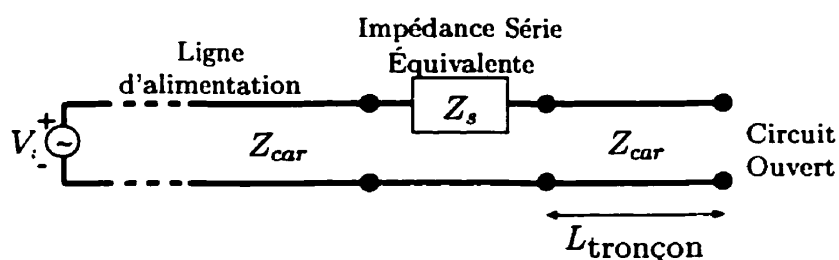 Impédance Série
Équivalente
Ligne
d'alimentation
Z_s
+
V_i
~
-
Z_car
Z_car
Circuit
Ouvert
L_tronçon